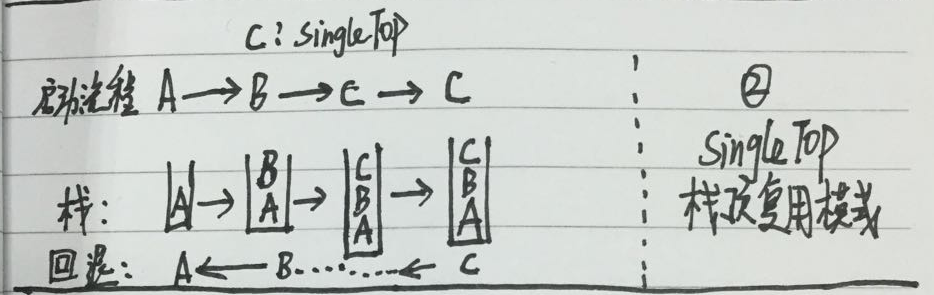 C: SingleTop
启动流程 A → B → C → C
②
SingleTop
栈顶复用模式
栈: A → B A → C B A → C B A
回退: A ← B ...... ← C